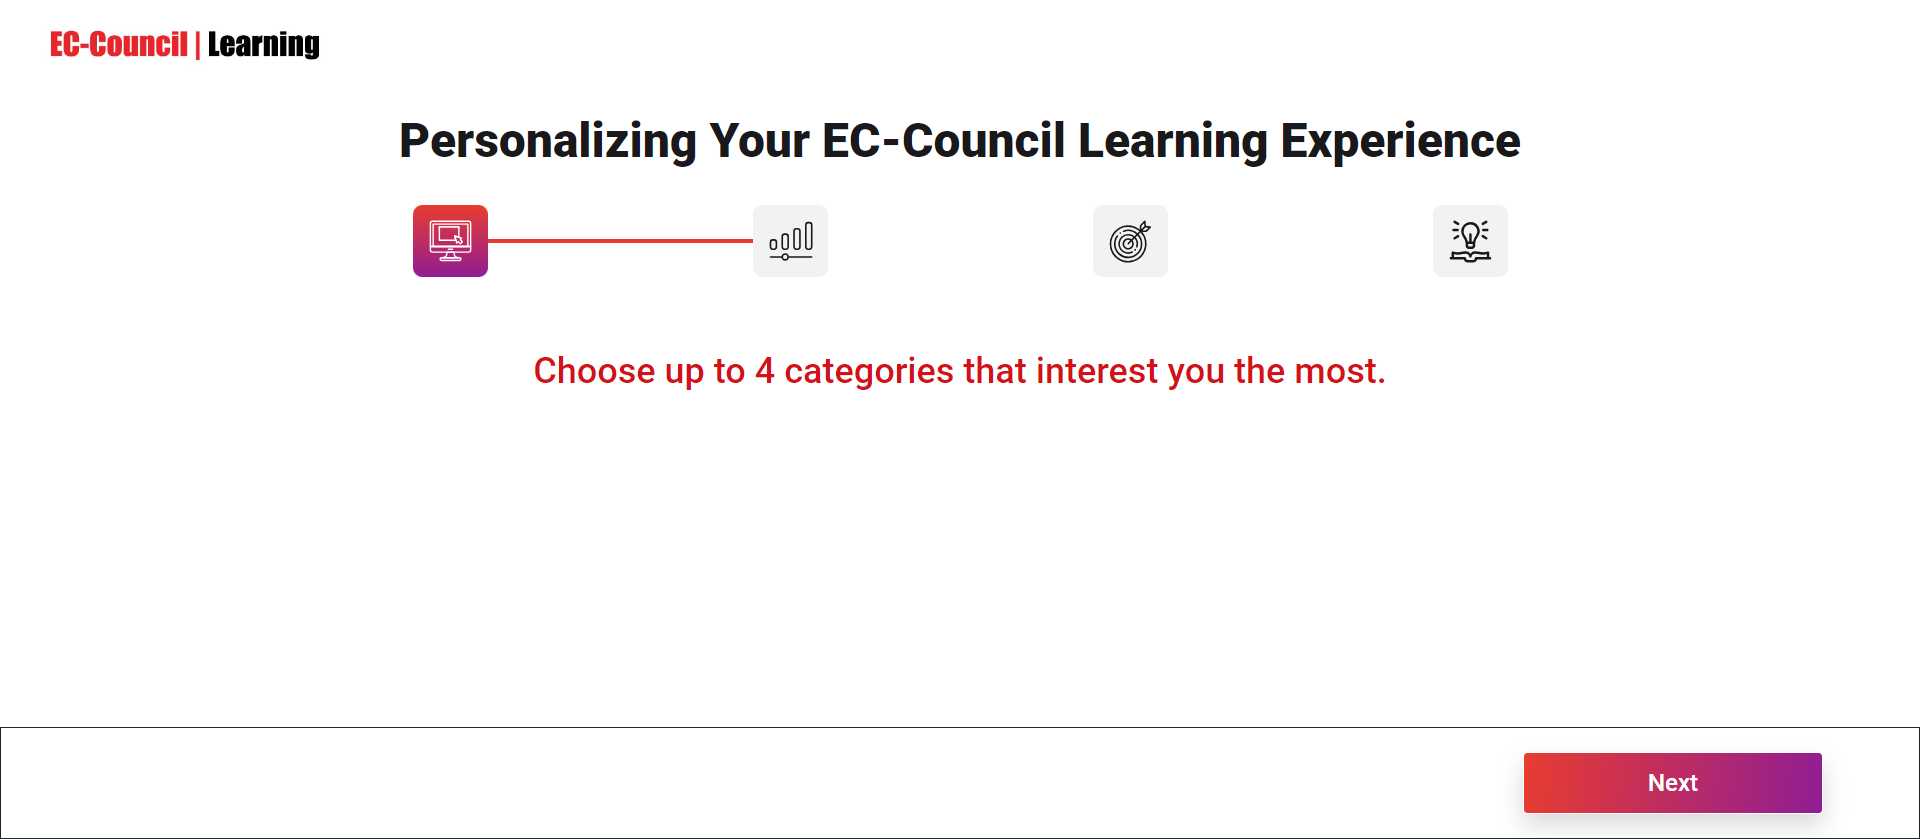 EC-Council | Learning
Personalizing Your EC-Council Learning Experience
Choose up to 4 categories that interest you the most.
Next